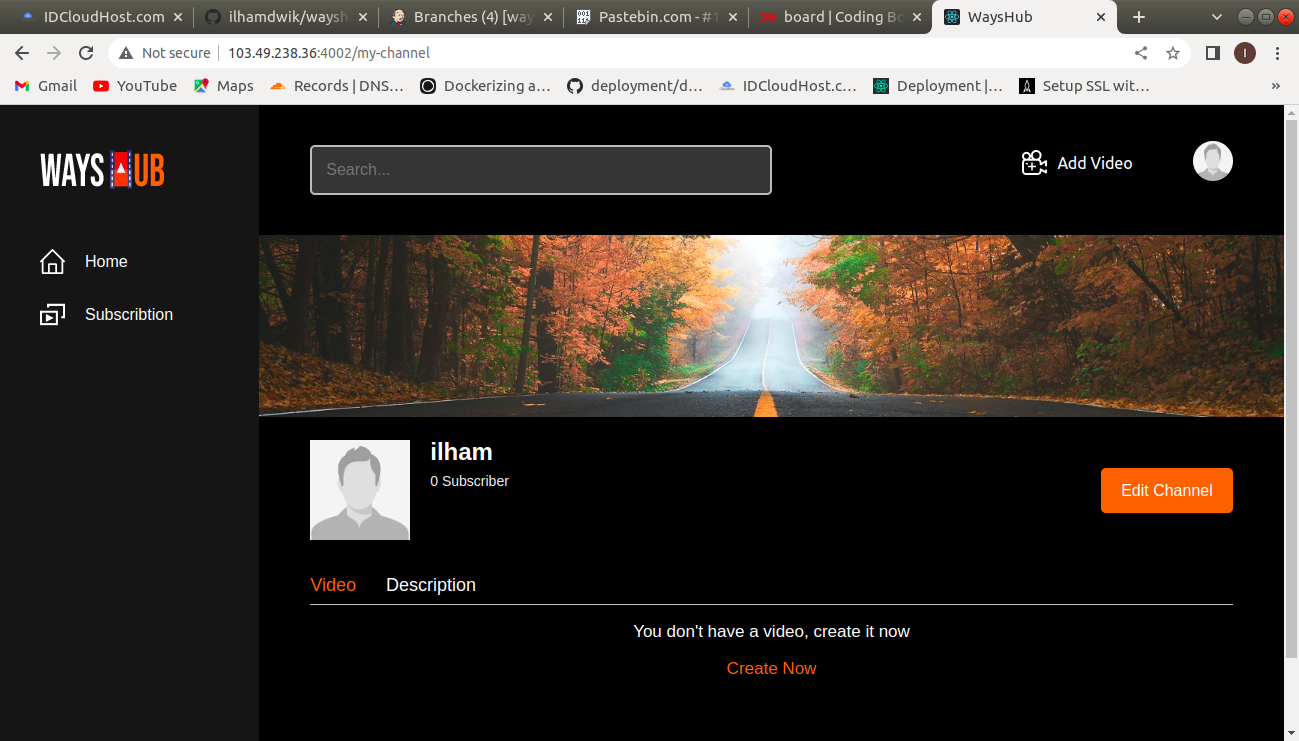 IDCloudHost.com
ilhamdwik/waysh
Branches (4) [way
Pastebin.com - #1
board | Coding Bo
WaysHub
Not secure
103.49.238.36:4002/my-channel
I
Gmail
YouTube
Maps
Records | DNS…
Dockerizing a…
deployment/d…
IDCloudHost.c…
Deployment |…
Setup SSL wit…
»
WAYS UB
Search...
Add Video
Home
Subscribtion
ilham
0 Subscriber
Edit Channel
Video
Description
You don't have a video, create it now
Create Now